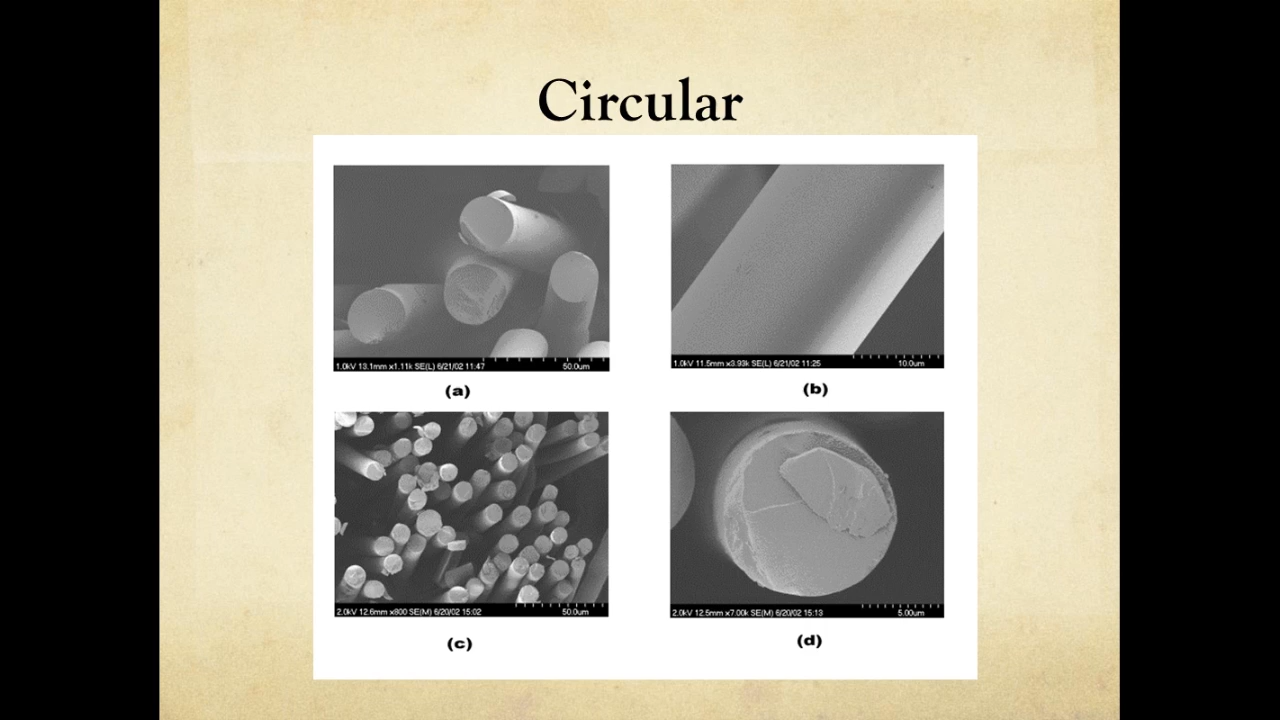 Circular
1.0kV 13.1mm x1.11k SE(L) 6/21/02 11:47 50.0um
1.0kV 11.5mm x3.93k SE(L) 6/21/02 11:25 10.0um
(a)
(b)
2.0kV 12.6mm x800 SE(M) 6/20/02 15:02 50.0um
2.0kV 12.5mm x7.00k SE(M) 6/20/02 15:13 5.00um
(c)
(d)